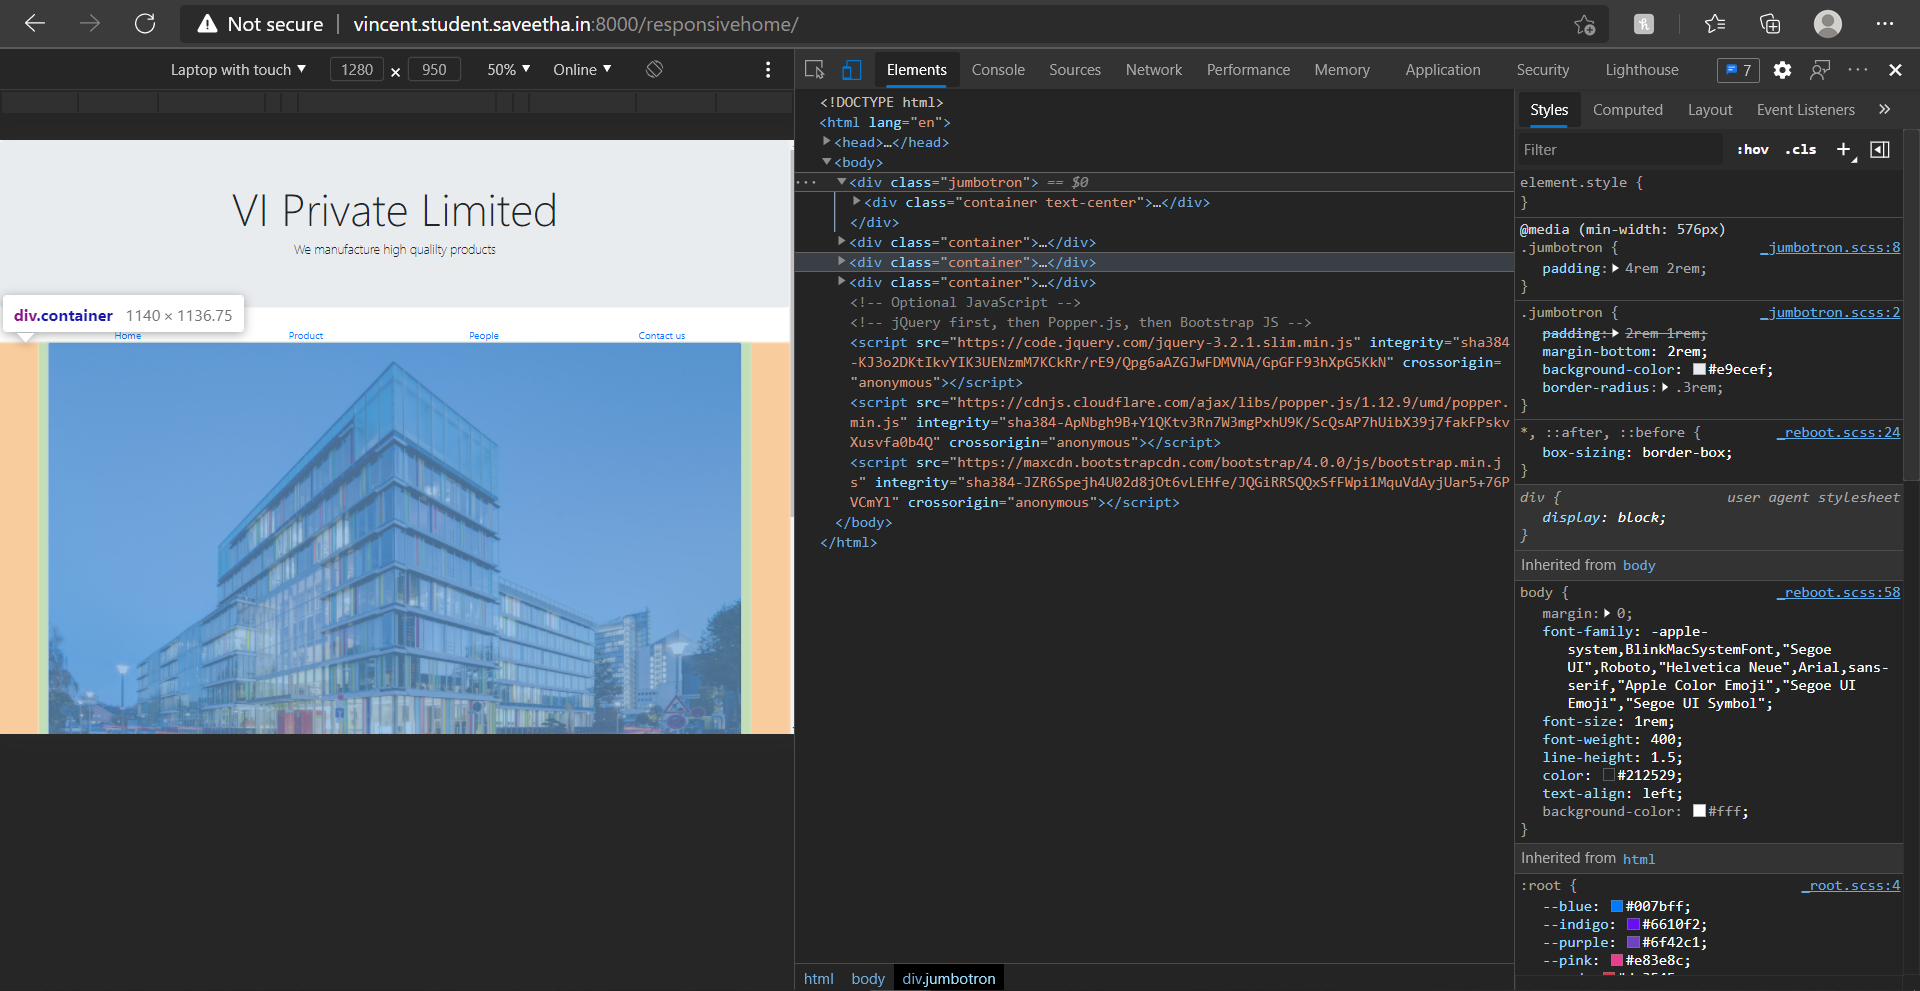 Not secure | vincent.student.saveetha.in:8000/responsivehome/
Laptop with touch ▼ 1280 x 950 50% ▼ Online ▼
VI Private Limited
We manufacture high qualilty products
div.container 1140 × 1136.75
Home Product People Contact us
Elements Console Sources Network Performance Memory Application Security Lighthouse 7
<!DOCTYPE html>
<html lang="en">
<head>…</head>
<body>
<div class="jumbotron"> == $0
<div class="container text-center">…</div>
</div>
<div class="container">…</div>
<div class="container">…</div>
<div class="container">…</div>
<!-- Optional JavaScript -->
<!-- jQuery first, then Popper.js, then Bootstrap JS -->
<script src="https://code.jquery.com/jquery-3.2.1.slim.min.js" integrity="sha384
-KJ3o2DKtIkvYIK3UENzmM7KCkRr/rE9/Qpg6aAZGJwFDMVNA/GpGFF93hXpG5KkN" crossorigin=
"anonymous"></script>
<script src="https://cdnjs.cloudflare.com/ajax/libs/popper.js/1.12.9/umd/popper.
min.js" integrity="sha384-ApNbgh9B+Y1QKtv3Rn7W3mgPxhU9K/ScQsAP7hUibX39j7fakFPskv
Xusvfa0b4Q" crossorigin="anonymous"></script>
<script src="https://maxcdn.bootstrapcdn.com/bootstrap/4.0.0/js/bootstrap.min.j
s" integrity="sha384-JZR6Spejh4U02d8jOt6vLEHfe/JQGiRRSQQxSfFWpi1MquVdAyjUar5+76P
VCmYl" crossorigin="anonymous"></script>
</body>
</html>
html body div.jumbotron
Styles Computed Layout Event Listeners »
Filter :hov .cls +
element.style {
}
@media (min-width: 576px)
.jumbotron { _jumbotron.scss:8
padding: 4rem 2rem;
}
.jumbotron { _jumbotron.scss:2
padding: 2rem 1rem;
margin-bottom: 2rem;
background-color: #e9ecef;
border-radius: .3rem;
}
*, ::after, ::before { _reboot.scss:24
box-sizing: border-box;
}
div { user agent stylesheet
display: block;
}
Inherited from body
body { _reboot.scss:58
margin: 0;
font-family: -apple-
system,BlinkMacSystemFont,"Segoe
UI",Roboto,"Helvetica Neue",Arial,sans-
serif,"Apple Color Emoji","Segoe UI
Emoji","Segoe UI Symbol";
font-size: 1rem;
font-weight: 400;
line-height: 1.5;
color: #212529;
text-align: left;
background-color: #fff;
}
Inherited from html
:root { _root.scss:4
--blue: #007bff;
--indigo: #6610f2;
--purple: #6f42c1;
--pink: #e83e8c;